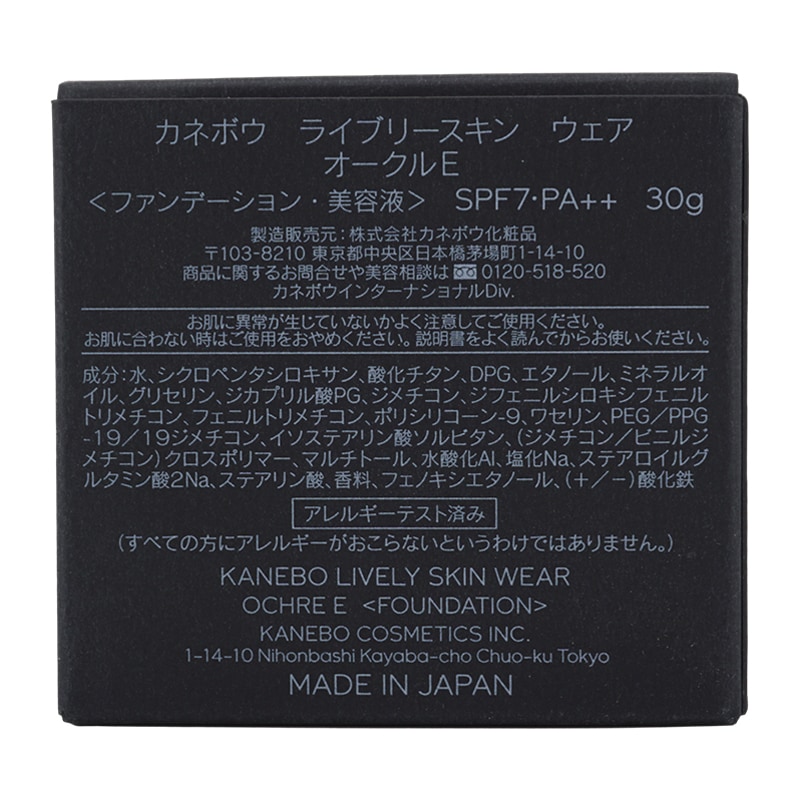 カネボウ ライブリースキン ウェア
オークルE
<ファンデーション・美容液> SPF7・PA++ 30g
製造販売元:株式会社カネボウ化粧品
〒103-8210 東京都中央区日本橋茅場町1-14-10
商品に関するお問合せや美容相談は 0120-518-520
カネボウインターナショナルDiv.
お肌に異常が生じていないかよく注意してご使用ください。
お肌に合わない時はご使用をおやめください。説明書をよく読んでからお使いください。
成分:水、シクロペンタシロキサン、酸化チタン、DPG、エタノール、ミネラルオ
イル、グリセリン、ジカプリル酸PG、ジメチコン、ジフェニルシロキシフェニル
トリメチコン、フェニルトリメチコン、ポリシリコーン-9、ワセリン、PEG/PPG
-19/19ジメチコン、イソステアリン酸ソルビタン、(ジメチコン/ビニルジ
メチコン)クロスポリマー、マルチトール、水酸化Al、塩化Na、ステアロイルグ
ルタミン酸2Na、ステアリン酸、香料、フェノキシエタノール、(+/-)酸化鉄
アレルギーテスト済み
(すべての方にアレルギーがおこらないというわけではありません。)
KANEBO LIVELY SKIN WEAR
OCHRE E <FOUNDATION>
KANEBO COSMETICS INC.
1-14-10 Nihonbashi Kayaba-cho Chuo-ku Tokyo
MADE IN JAPAN